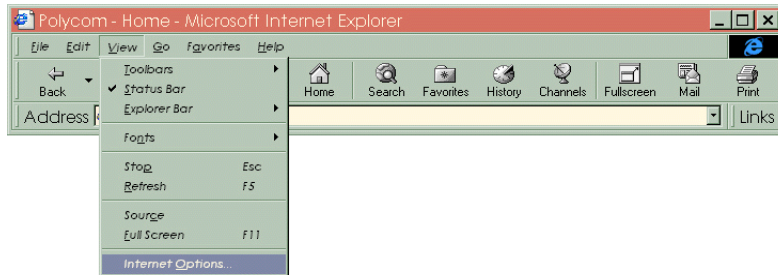 Polycom - Home - Microsoft Internet Explorer
File Edit View Go Favorites Help
Back Home Search Favorites History Channels Fullscreen Mail Print
Address Links
Toolbars
Status Bar
Explorer Bar
Fonts
Stop Esc
Refresh F5
Source
Full Screen F11
Internet Options...